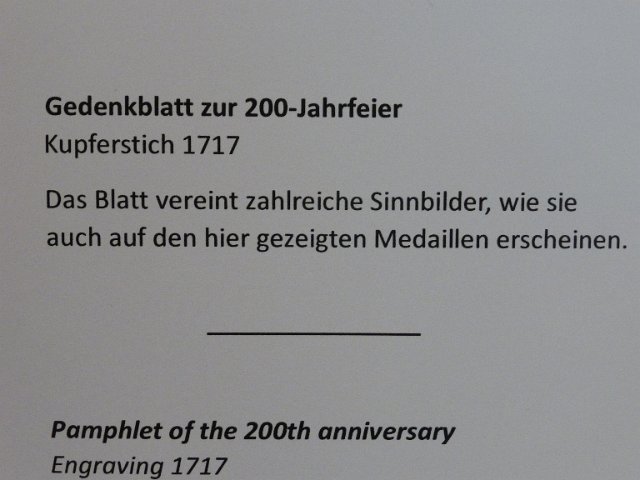 Gedenkblatt zur 200-Jahrfeier
Kupferstich 1717
Das Blatt vereint zahlreiche Sinnbilder, wie sie
auch auf den hier gezeigten Medaillen erscheinen.
Pamphlet of the 200th anniversary
Engraving 1717